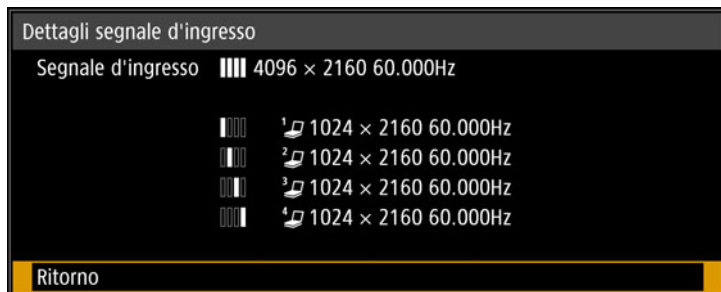 Dettagli segnale d'ingresso
Segnale d'ingresso 4096 × 2160 60.000Hz
1 1024 × 2160 60.000Hz
2 1024 × 2160 60.000Hz
3 1024 × 2160 60.000Hz
4 1024 × 2160 60.000Hz
Ritorno